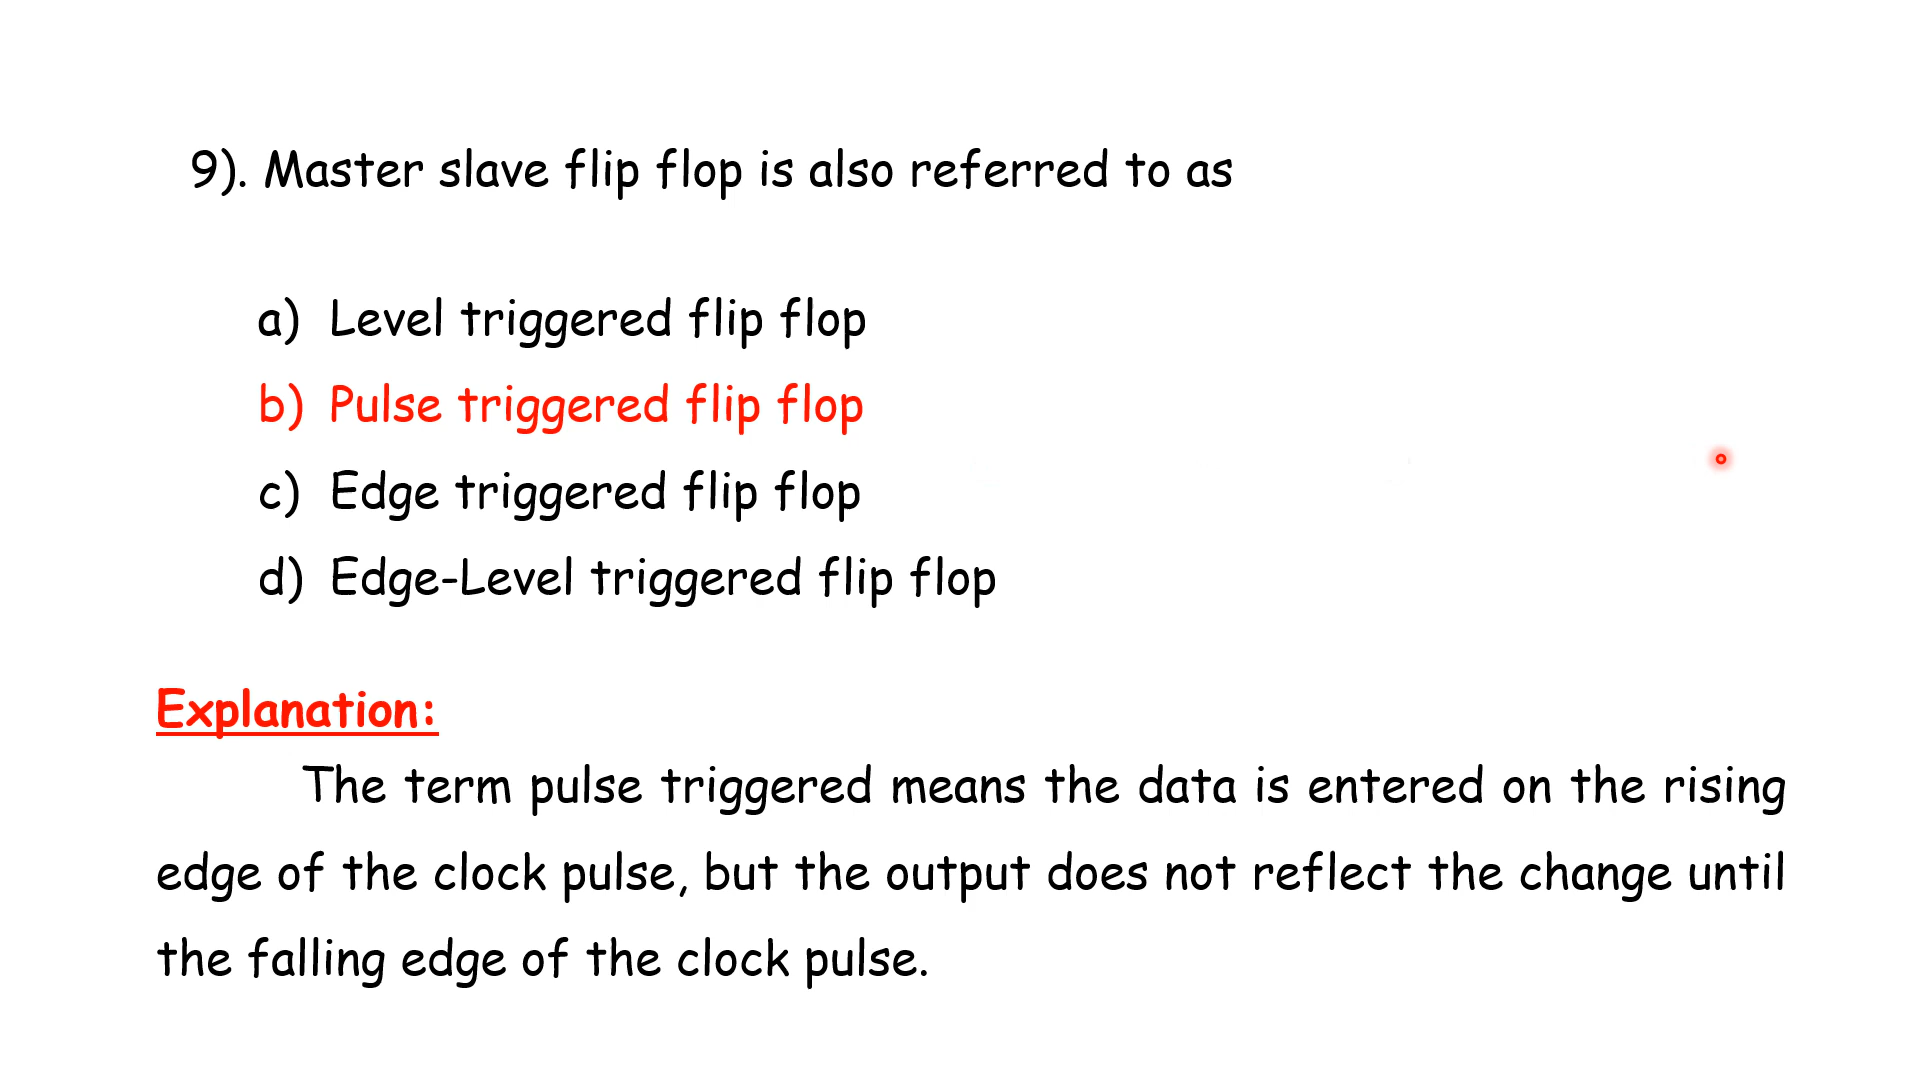 9). Master slave flip flop is also referred to as
a) Level triggered flip flop
b) Pulse triggered flip flop
c) Edge triggered flip flop
d) Edge-Level triggered flip flop
Explanation:
The term pulse triggered means the data is entered on the rising
edge of the clock pulse, but the output does not reflect the change until
the falling edge of the clock pulse.